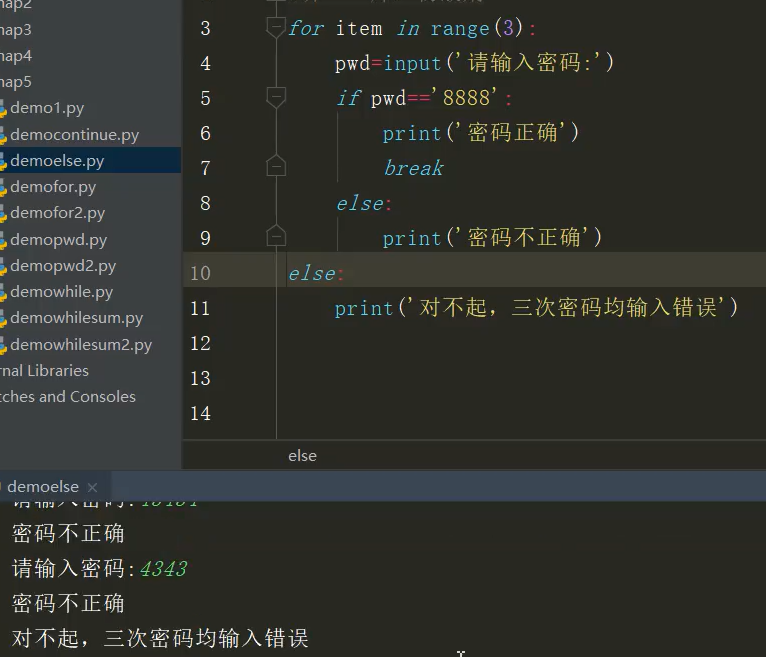 3 for item in range(3):
4 pwd=input('请输入密码:')
5 if pwd=='8888':
6 print('密码正确')
7 break
8 else:
9 print('密码不正确')
10 else:
11 print('对不起，三次密码均输入错误')
12
13
14
else
demo1.py
democontinue.py
demoelse.py
demofor.py
demofor2.py
demopwd.py
demopwd2.py
demowhile.py
demowhilesum.py
demowhilesum2.py
rnal Libraries
tches and Consoles
demoelse
请输入密码:
密码不正确
请输入密码:4343
密码不正确
对不起，三次密码均输入错误